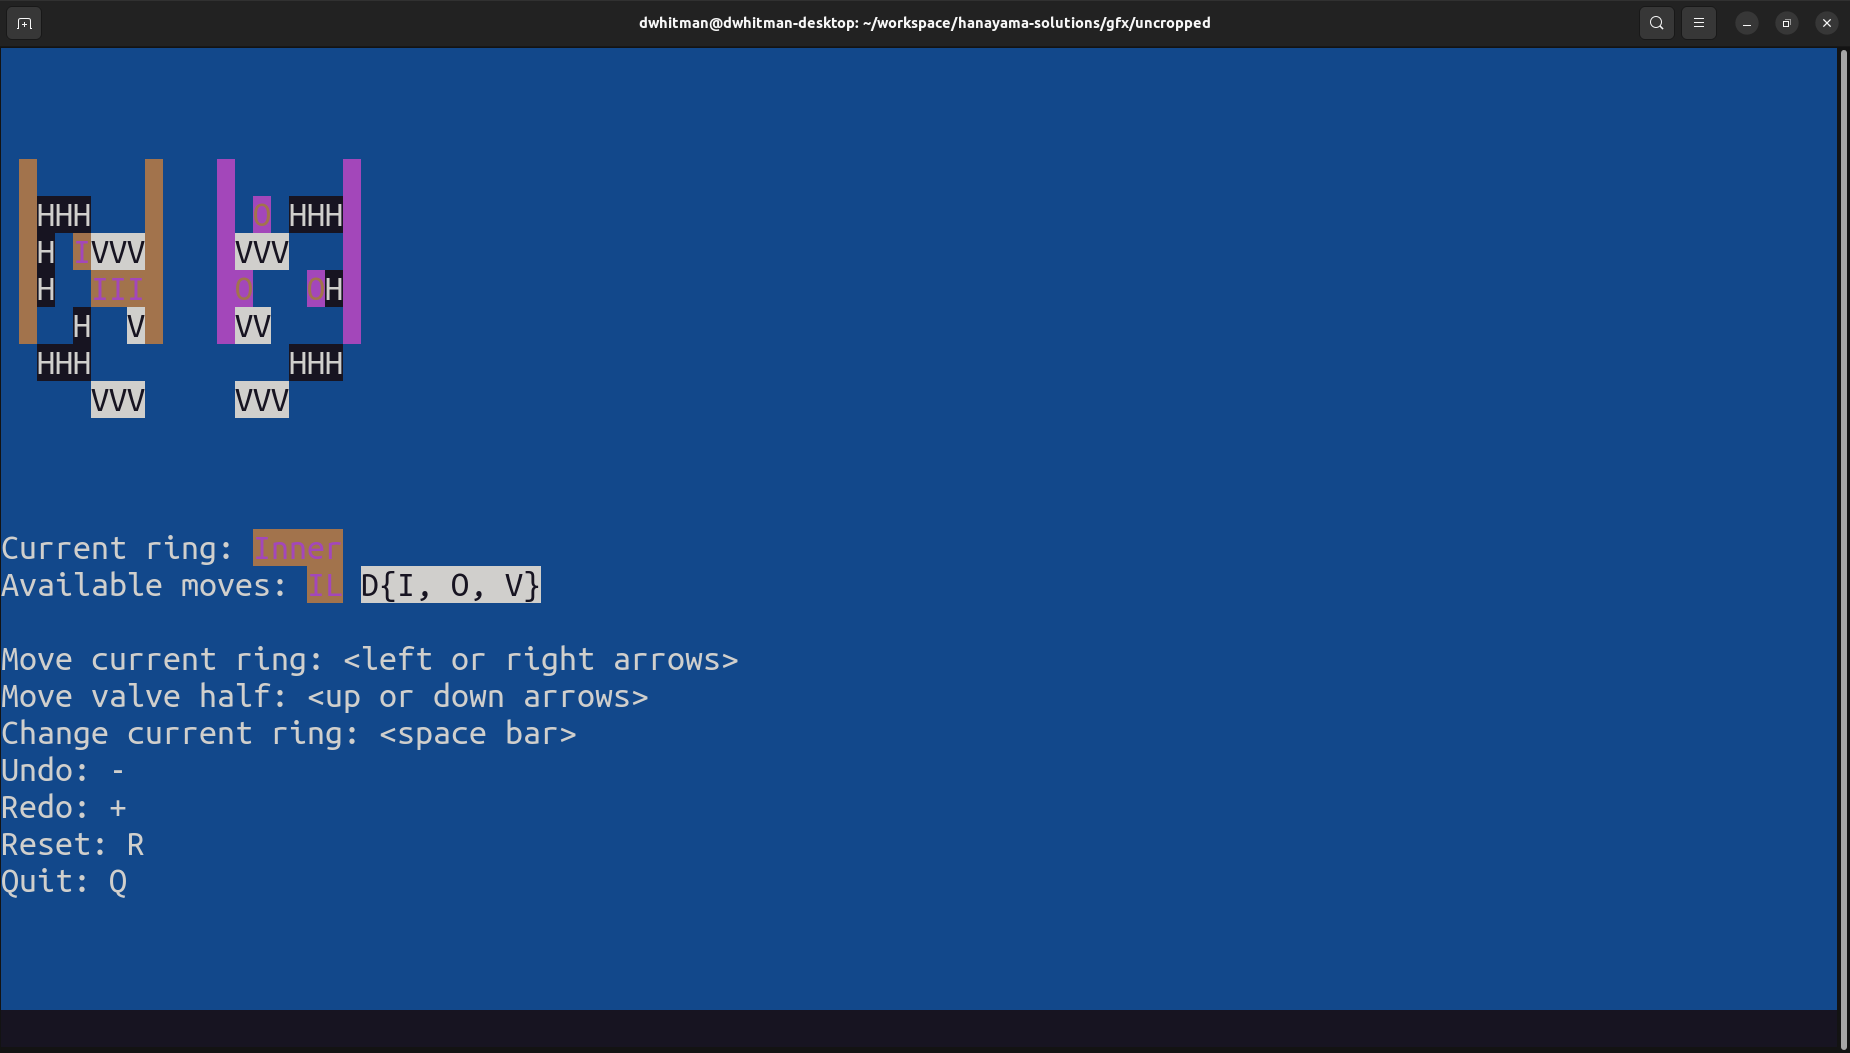 dwhitman@dwhitman-desktop: ~/workspace/hanayama-solutions/gfx/uncropped
HHH O HHH
H IVVV VVV
H III O OH
H V VV
HHH HHH
VVV VVV
Current ring: Inner
Available moves: IL D{I, O, V}
Move current ring: <left or right arrows>
Move valve half: <up or down arrows>
Change current ring: <space bar>
Undo: -
Redo: +
Reset: R
Quit: Q